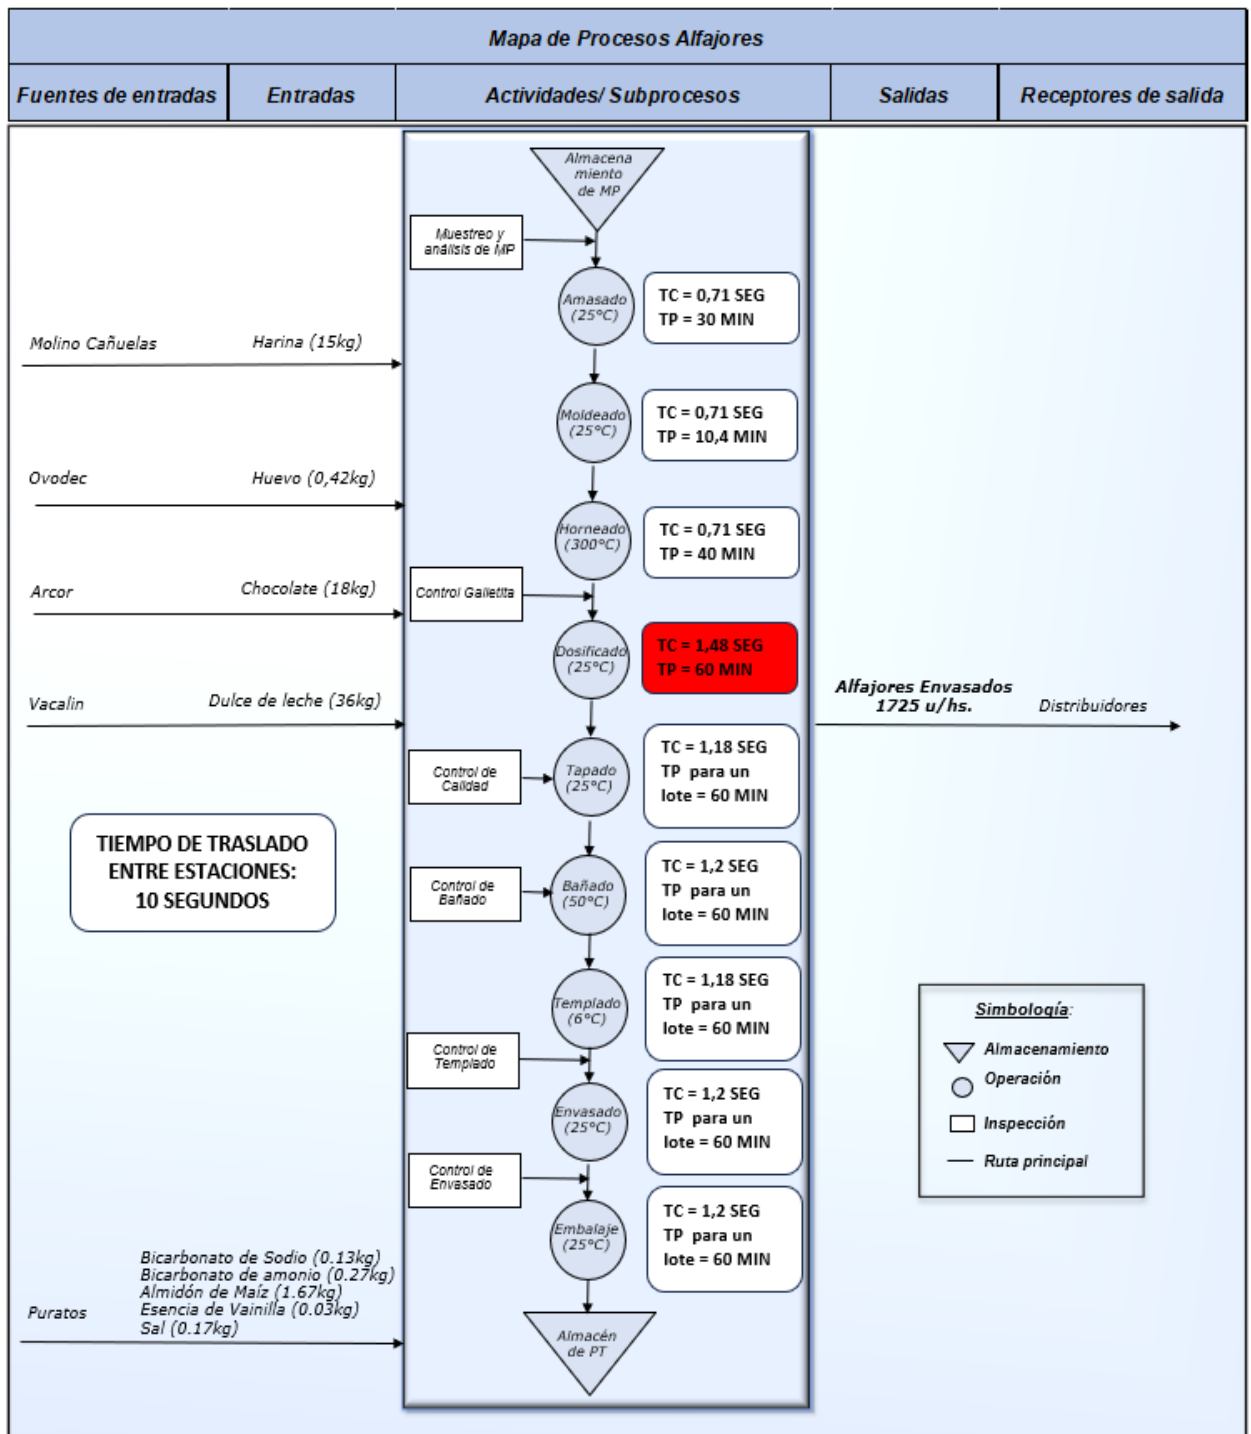 Mapa de Procesos Alfajores
Fuentes de entradas
Entradas
Actividades/ Subprocesos
Salidas
Receptores de salida
Almacena
miento
de MP
Muestreo y
análisis de MP
Amasado
(25°C)
TC = 0,71 SEG
TP = 30 MIN
Molino Cañuelas
Harina (15kg)
Moldeado
(25°C)
TC = 0,71 SEG
TP = 10,4 MIN
Ovodec
Huevo (0,42kg)
Horneado
(300°C)
TC = 0,71 SEG
TP = 40 MIN
Arcor
Chocolate (18kg)
Control Galletita
Dosificado
(25°C)
TC = 1,48 SEG
TP = 60 MIN
Vacalin
Dulce de leche (36kg)
Alfajores Envasados
1725 u/hs.
Distribuidores
Control de
Calidad
Tapado
(25°C)
TC = 1,18 SEG
TP para un
lote = 60 MIN
TIEMPO DE TRASLADO
ENTRE ESTACIONES:
10 SEGUNDOS
Control de
Bañado
Bañado
(50°C)
TC = 1,2 SEG
TP para un
lote = 60 MIN
Templado
(6°C)
TC = 1,18 SEG
TP para un
lote = 60 MIN
Control de
Templado
Envasado
(25°C)
TC = 1,2 SEG
TP para un
lote = 60 MIN
Control de
Envasado
Embalaje
(25°C)
TC = 1,2 SEG
TP para un
lote = 60 MIN
Simbología:
Almacenamiento
Operación
Inspección
Ruta principal
Puratos
Bicarbonato de Sodio (0.13kg)
Bicarbonato de amonio (0.27kg)
Almidón de Maíz (1.67kg)
Esencia de Vainilla (0.03kg)
Sal (0.17kg)
Almacén
de PT